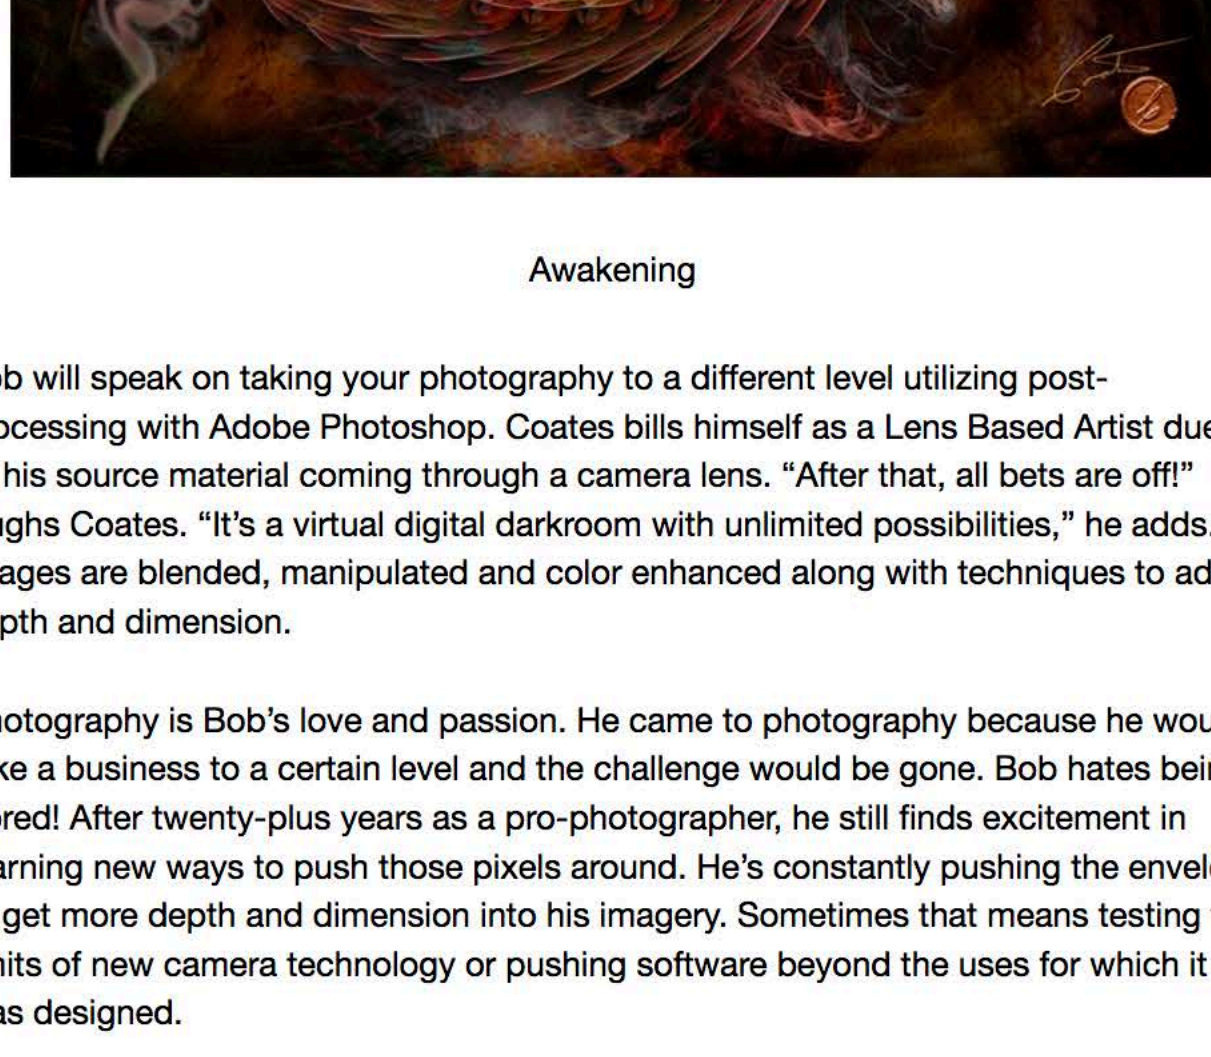 Awakening
ob will speak on taking your photography to a different level utilizing post-
ocessing with Adobe Photoshop. Coates bills himself as a Lens Based Artist due
his source material coming through a camera lens. “After that, all bets are off!”
ughs Coates. “It’s a virtual digital darkroom with unlimited possibilities,” he adds.
ages are blended, manipulated and color enhanced along with techniques to ad
pth and dimension.
otography is Bob’s love and passion. He came to photography because he wou
ke a business to a certain level and the challenge would be gone. Bob hates bein
ored! After twenty-plus years as a pro-photographer, he still finds excitement in
arning new ways to push those pixels around. He’s constantly pushing the envel
get more depth and dimension into his imagery. Sometimes that means testing
mits of new camera technology or pushing software beyond the uses for which it
as designed.